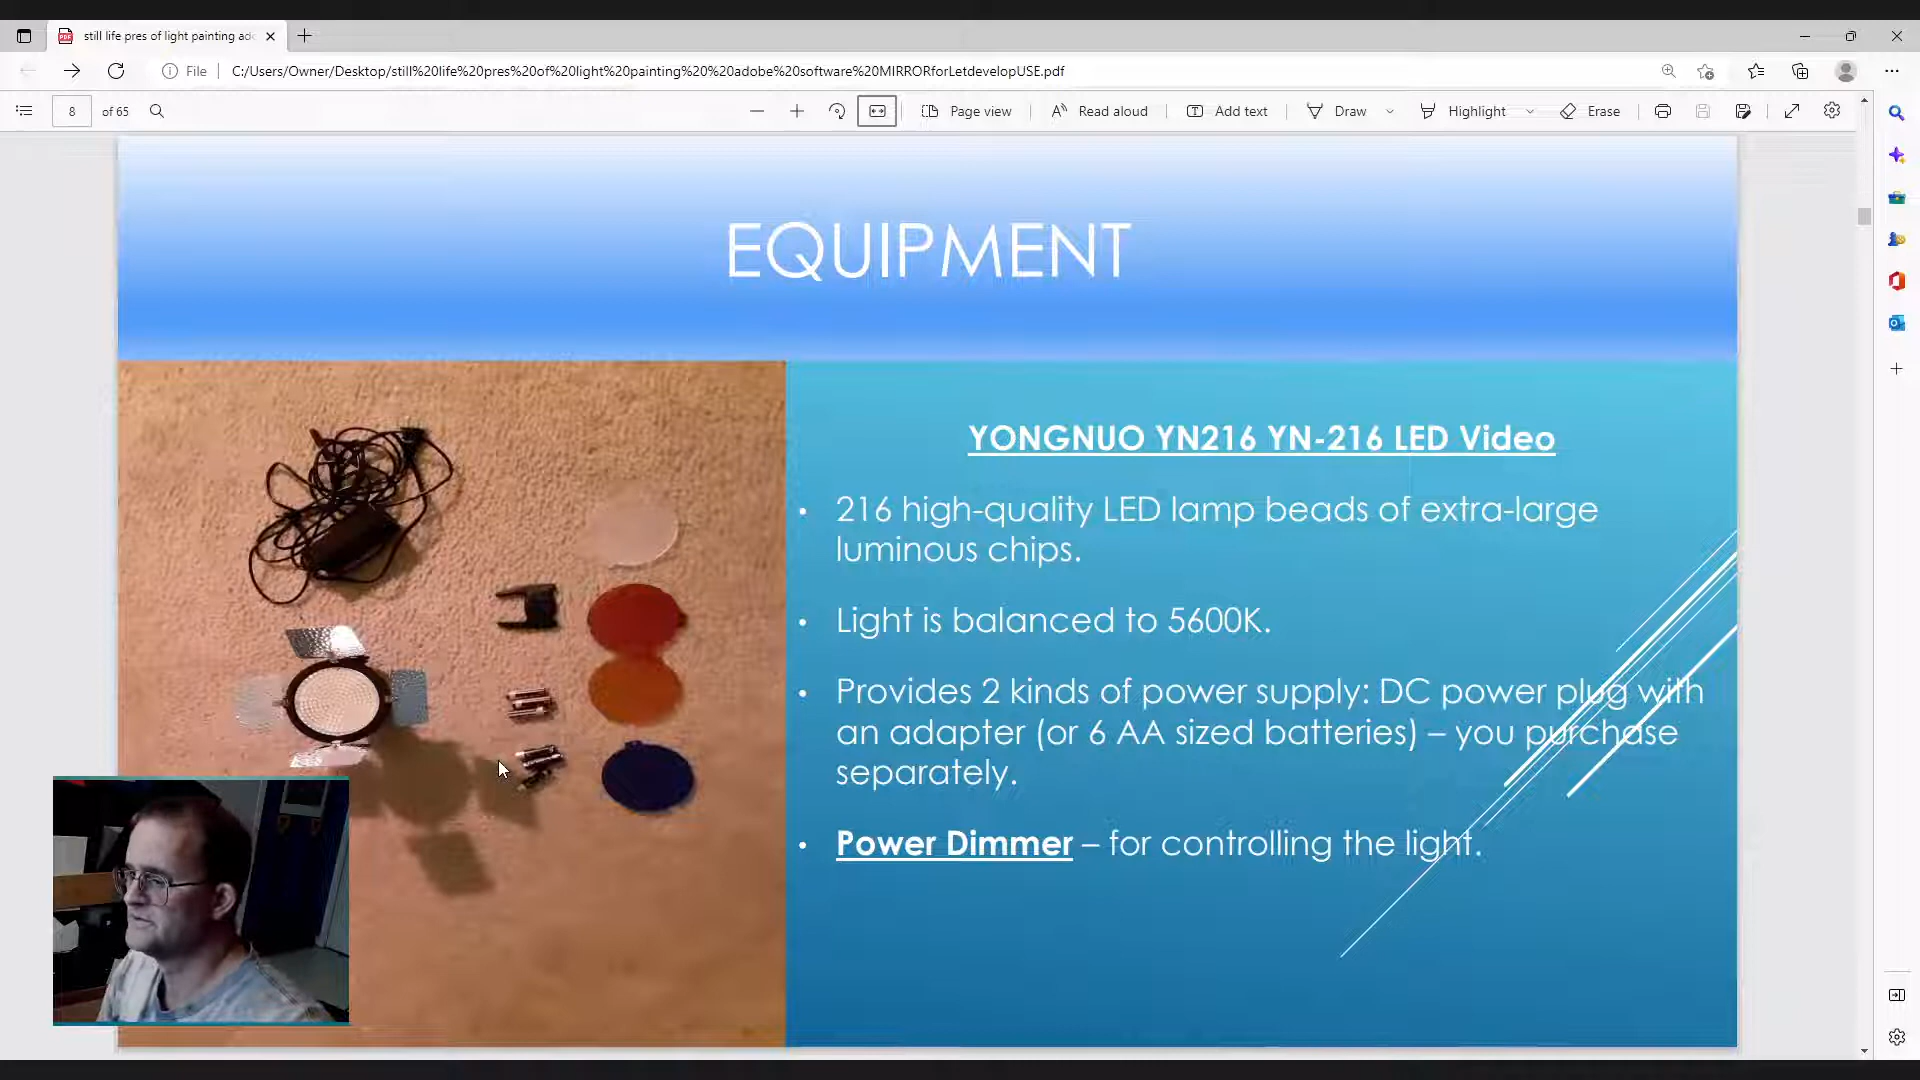 still life pres of light painting ado
File
C:/Users/Owner/Desktop/still%20life%20pres%20of%20light%20painting%20%20adobe%20software%20MIRRORforLetdevelopUSE.pdf
8 of 65
Page view
Read aloud
Add text
Draw
Highlight
Erase
EQUIPMENT
YONGNUO YN216 YN-216 LED Video
• 216 high-quality LED lamp beads of extra-large
luminous chips.
• Light is balanced to 5600K.
• Provides 2 kinds of power supply: DC power plug with
an adapter (or 6 AA sized batteries) – you purchase
separately.
• Power Dimmer – for controlling the light.